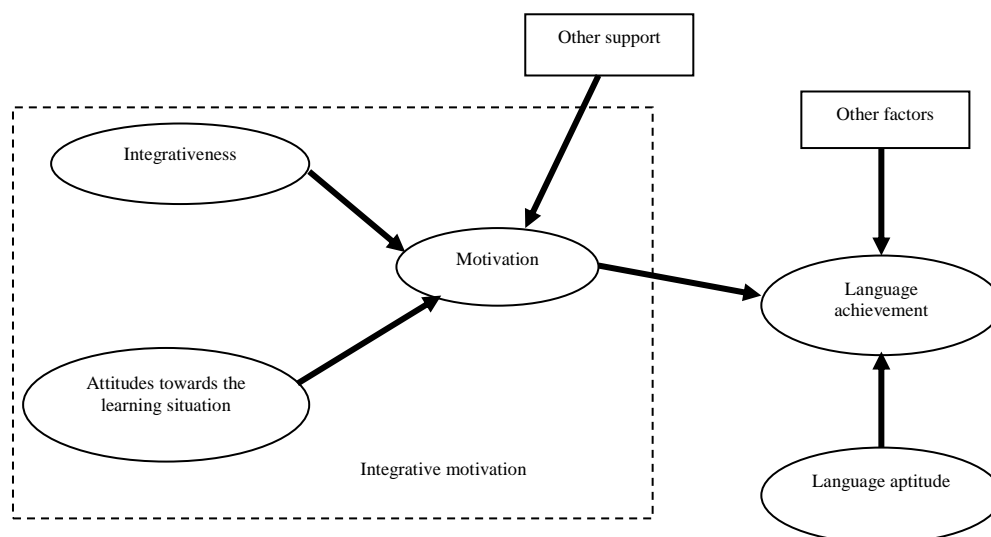 Other support
Other factors
Integrativeness
Motivation
Language
achievement
Attitudes towards the
learning situation
Integrative motivation
Language aptitude